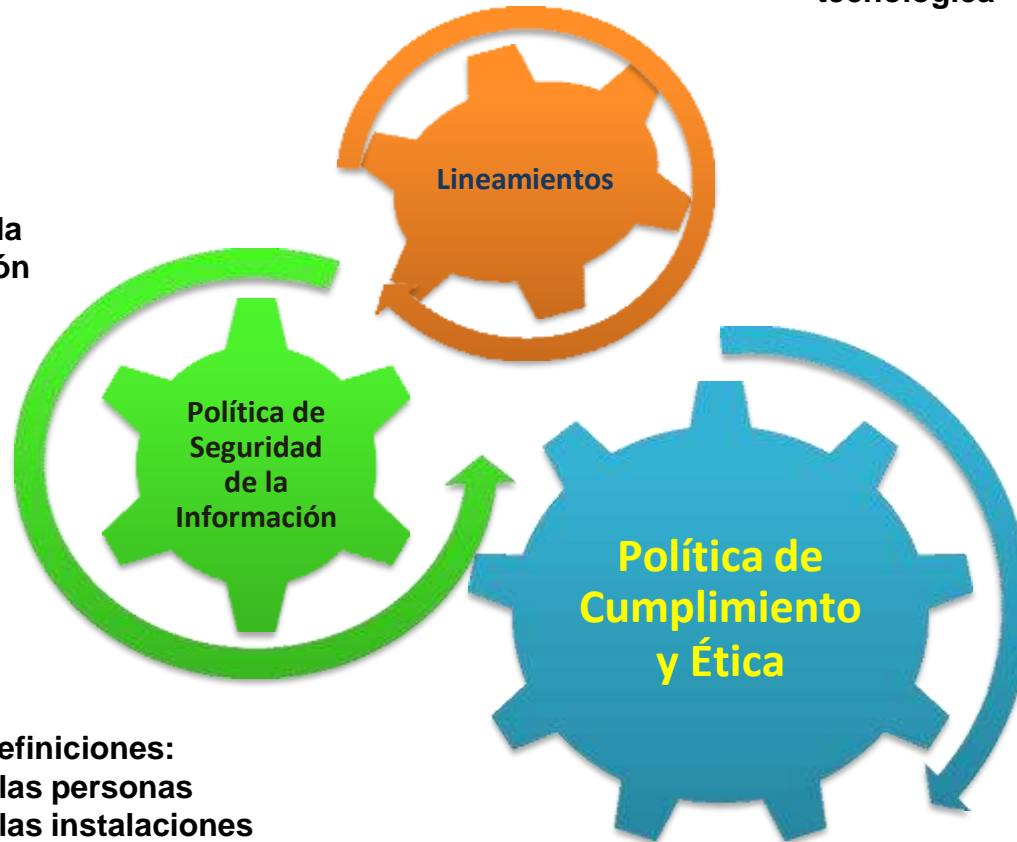 tecnológica
Lineamientos
la
ón
Política de
Seguridad
de la
Información
Política de
Cumplimiento
y Ética
efiniciones:
las personas
las instalaciones